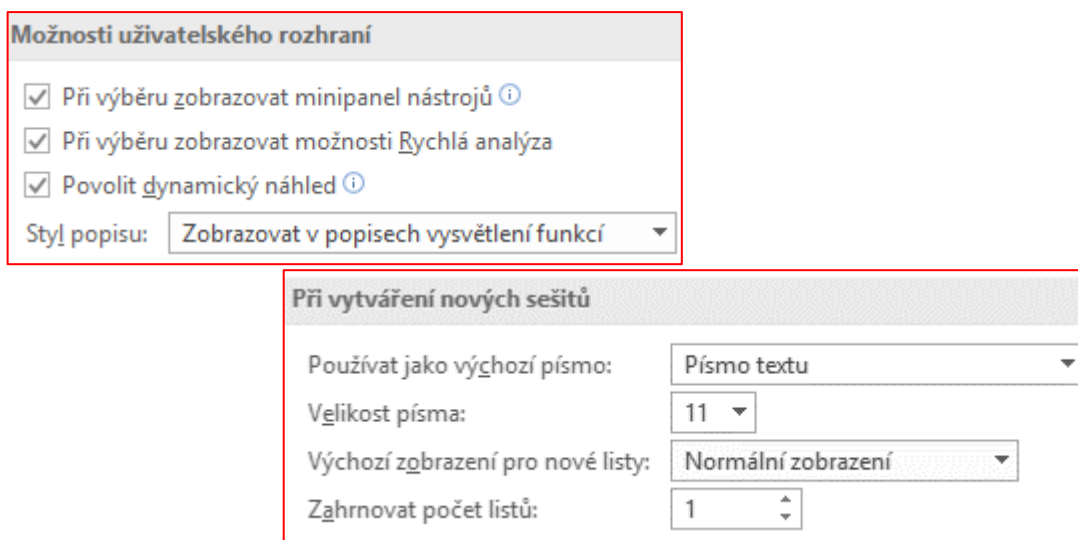 Možnosti uživatelského rozhraní
Při výběru zobrazovat minipanel nástrojů
Při výběru zobrazovat možnosti Rychlá analýza
Povolit dynamický náhled
Styl popisu: Zobrazovat v popisech vysvětlení funkcí
Při vytváření nových sešitů
Používat jako výchozí písmo: Písmo textu
Velikost písma: 11
Výchozí zobrazení pro nové listy: Normální zobrazení
Zahrnovat počet listů: 1